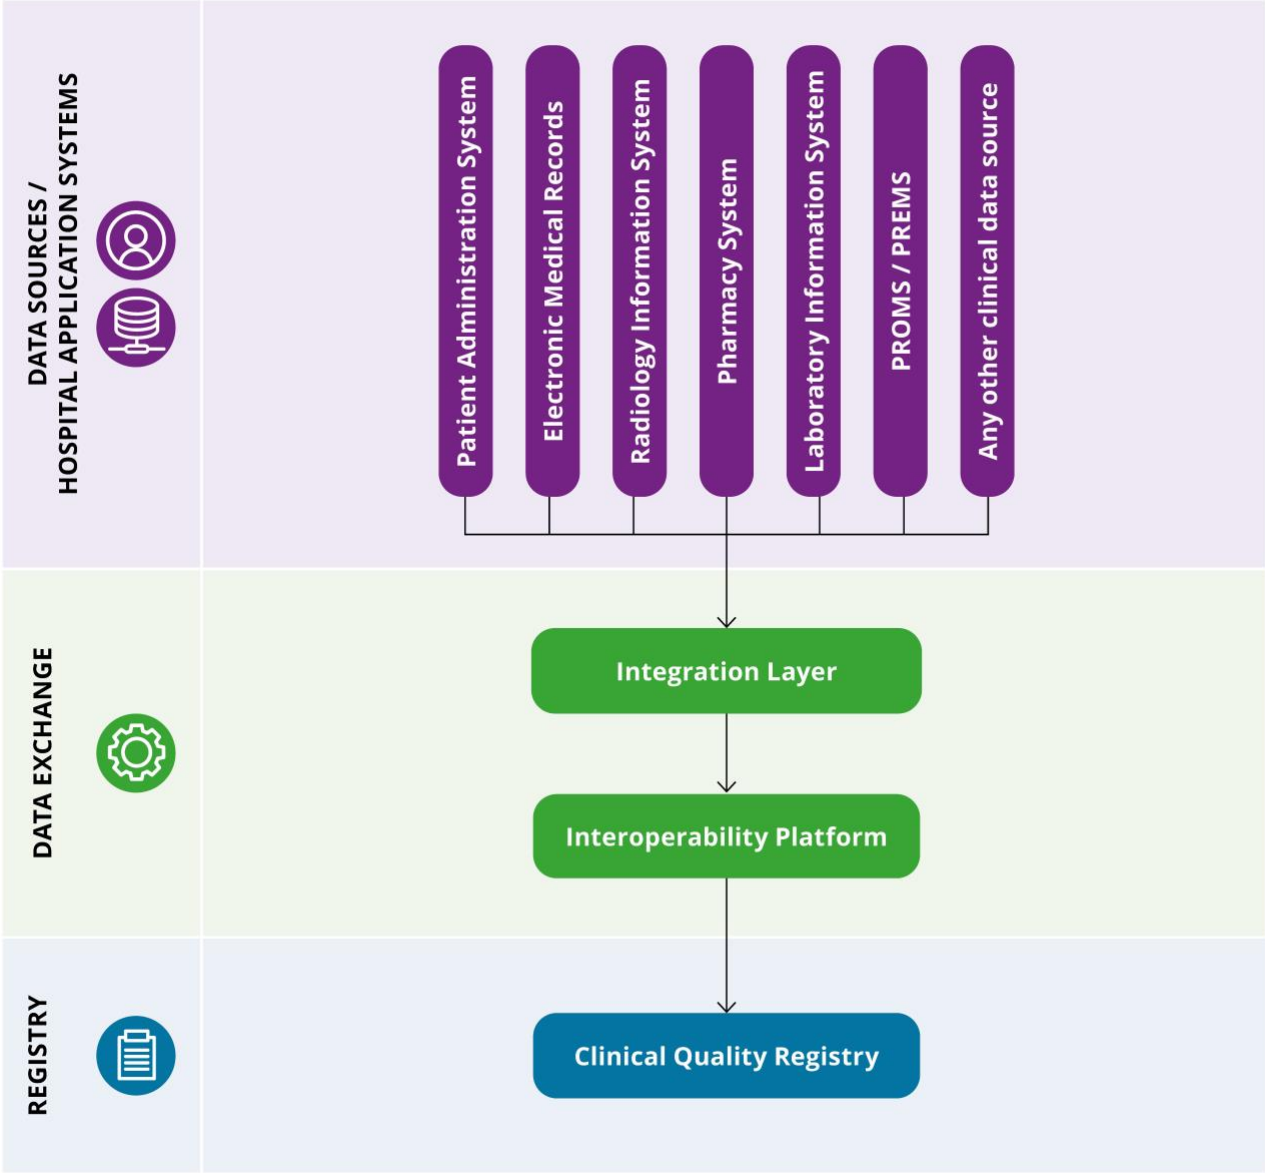 DATA SOURCES /
HOSPITAL APPLICATION SYSTEMS
Patient Administration System
Electronic Medical Records
Radiology Information System
Pharmacy System
Laboratory Information System
PROMS / PREMS
Any other clinical data source
DATA EXCHANGE
Integration Layer
Interoperability Platform
REGISTRY
Clinical Quality Registry